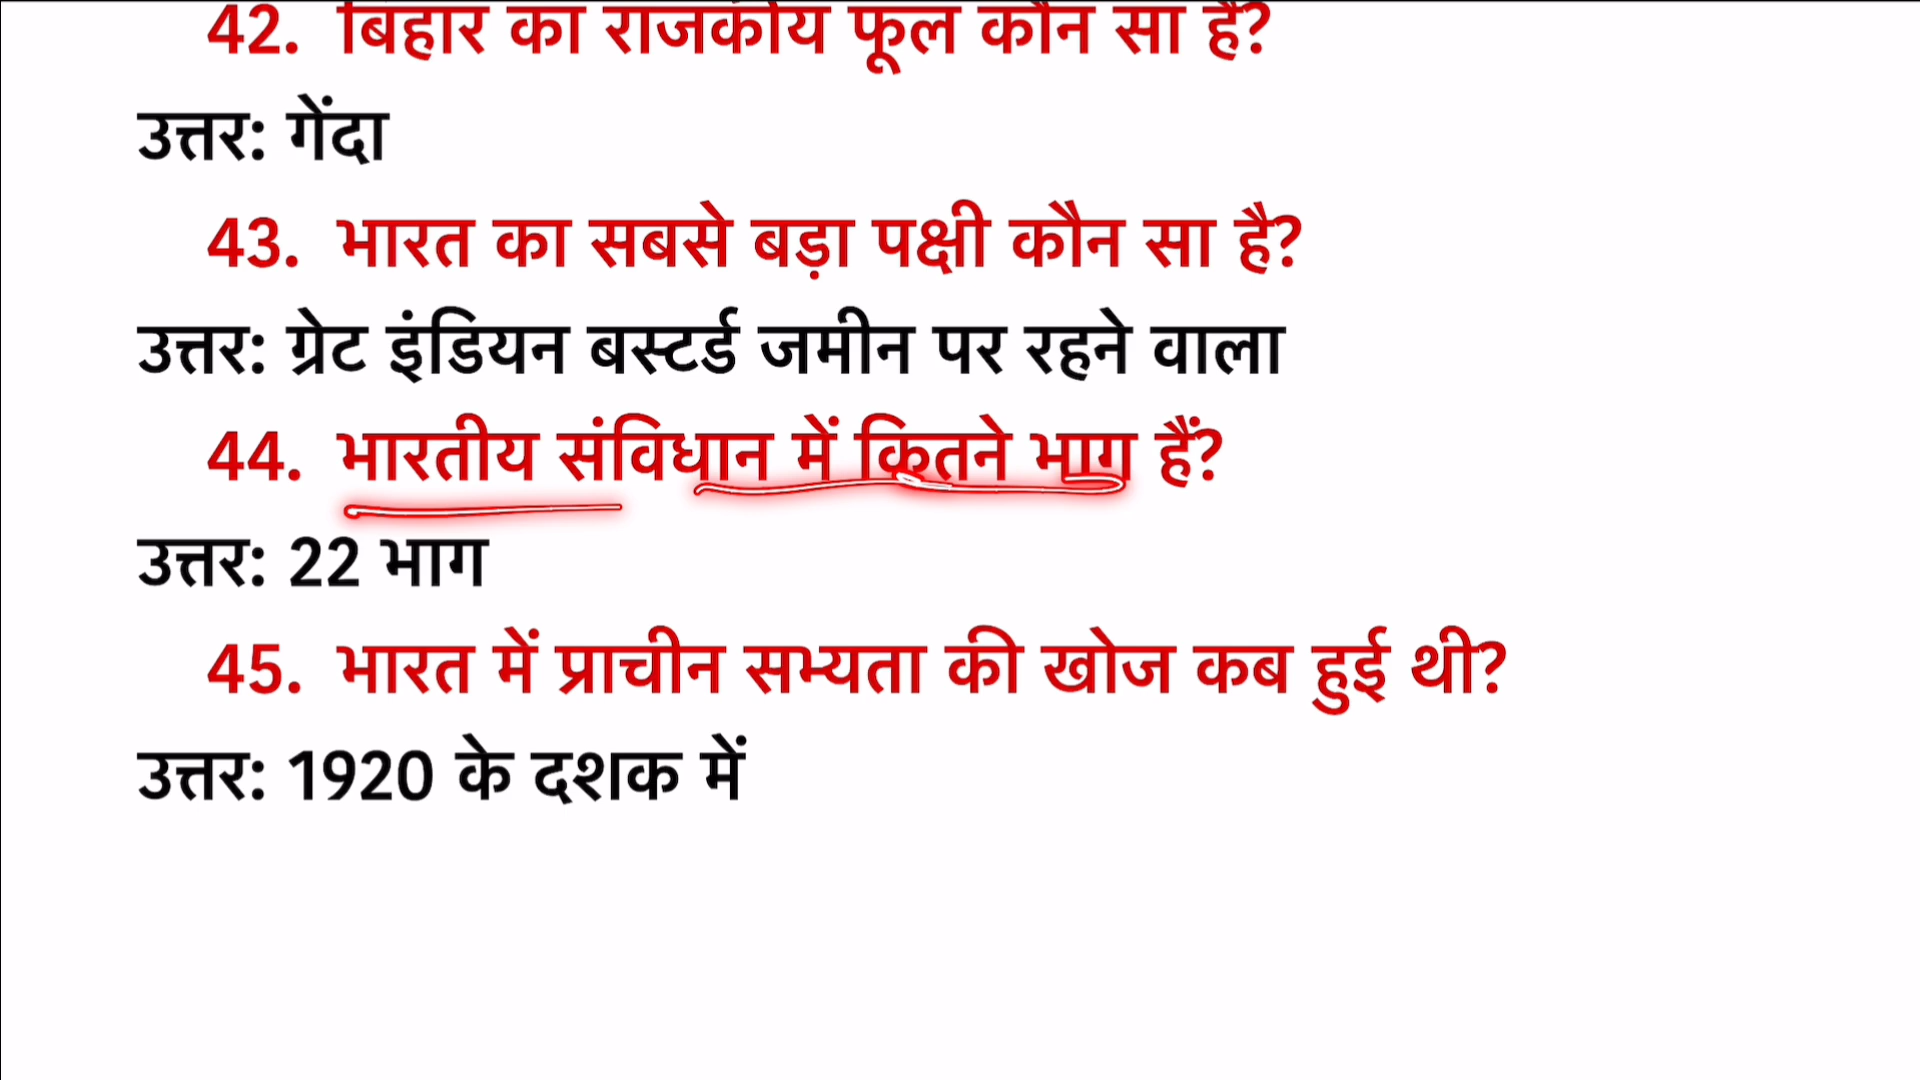 42. बिहार का राजकीय फूल कौन सा है?
उत्तर: गेंदा
43. भारत का सबसे बड़ा पक्षी कौन सा है?
उत्तर: ग्रेट इंडियन बस्टर्ड जमीन पर रहने वाला
44. भारतीय संविधान में कितने भाग हैं?
उत्तर: 22 भाग
45. भारत में प्राचीन सभ्यता की खोज कब हुई थी?
उत्तर: 1920 के दशक में